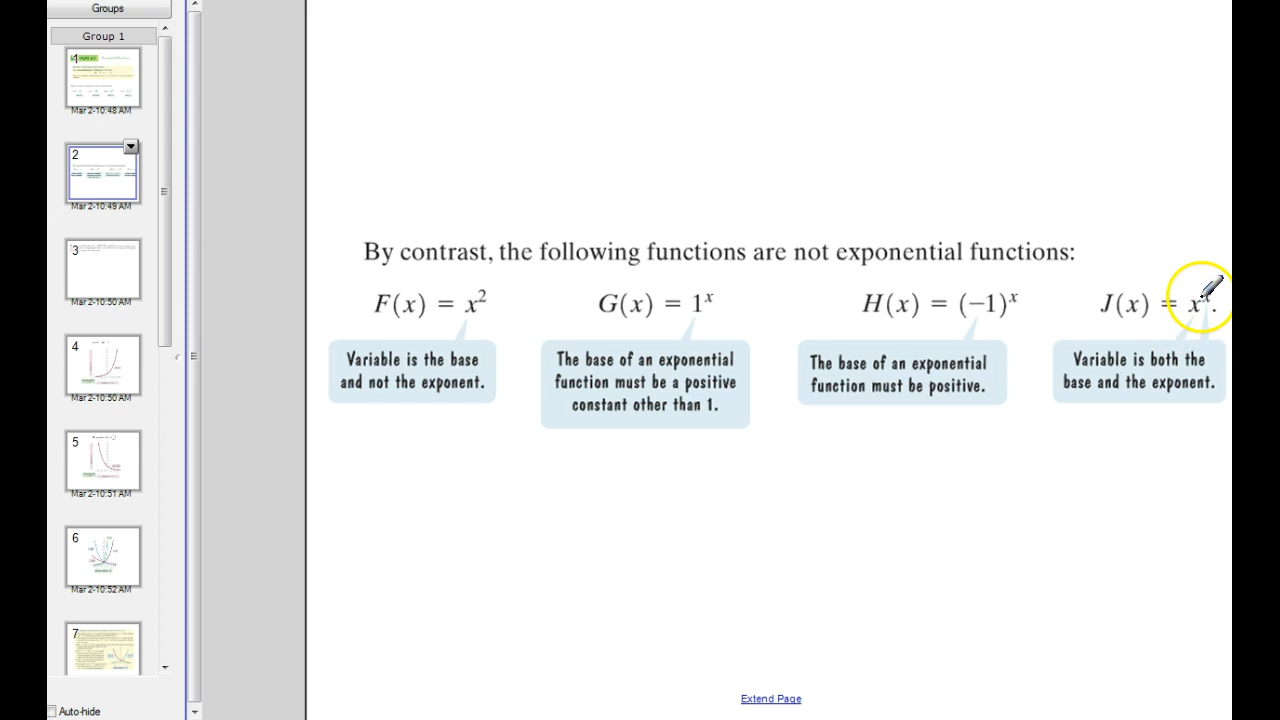 Groups
Group 1
1
Mar 2-10:48 AM
2
Mar 2-10:49 AM
3
Mar 2-10:50 AM
4
Mar 2-10:50 AM
5
Mar 2-10:51 AM
6
Mar 2-10:52 AM
7
Auto-hide
By contrast, the following functions are not exponential functions:
F(x) = x² G(x) = 1ˣ H(x) = (−1)ˣ J(x) = xˣ.
Variable is the base
and not the exponent.
The base of an exponential
function must be a positive
constant other than 1.
The base of an exponential
function must be positive.
Variable is both the
base and the exponent.
Extend Page